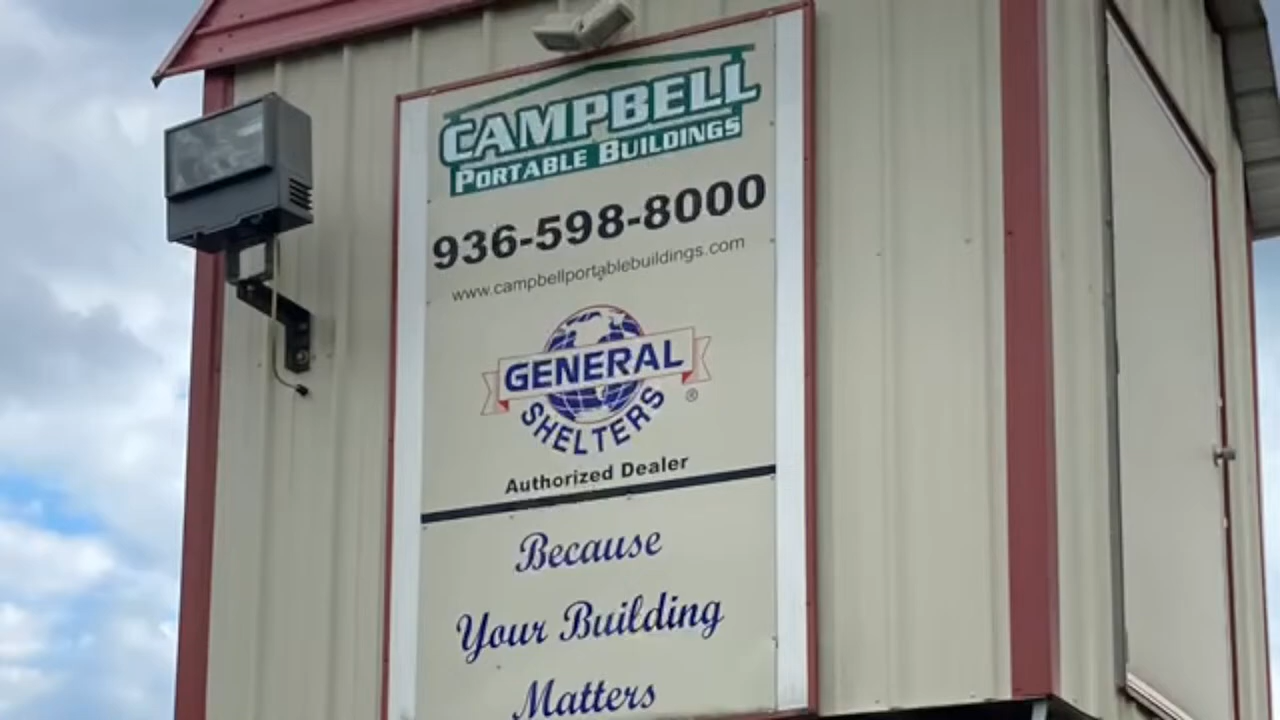 CAMPBELL
PORTABLE BUILDINGS
936-598-8000
www.campbellportablebuildings.com
GENERAL
SHELTERS
®
Authorized Dealer
Because
Your Building
Matters